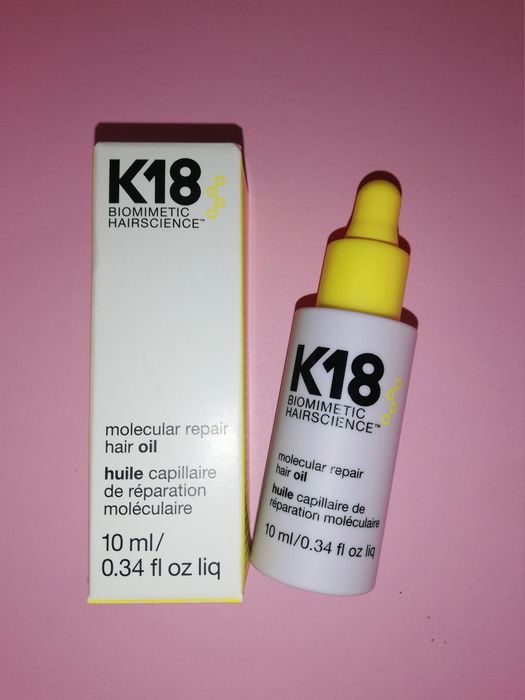 K18
BIOMIMETIC
HAIRSCIENCE™
molecular repair
hair oil
huile capillaire
de réparation
moléculaire
10 ml/
0.34 fl oz liq
K18
BIOMIMETIC
HAIRSCIENCE™
molecular repair
hair oil
huile capillaire de
réparation moléculaire
10 ml/0.34 fl oz liq